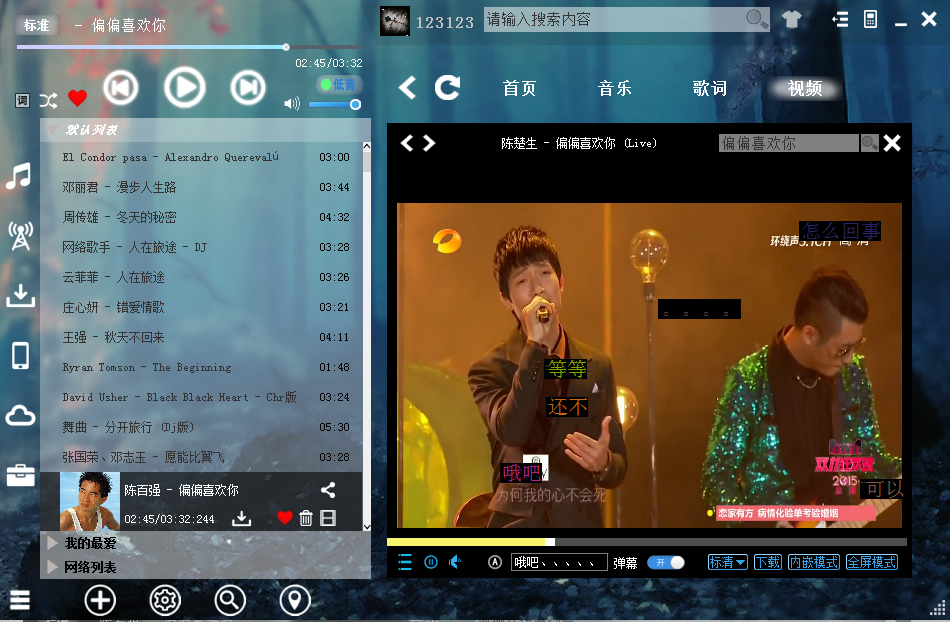 标准
- 偏偏喜欢你
02:45/03:32
低音
词
默认列表
El Condor pasa - Alexandro Querevalú 03:00
邓丽君 - 漫步人生路 03:44
周传雄 - 冬天的秘密 04:32
网络歌手 - 人在旅途 - DJ 03:28
云菲菲 - 人在旅途 03:26
庄心妍 - 错爱情歌 03:21
王强 - 秋天不回来 04:11
Ryran Tomson - The Beginning 01:48
David Usher - Black Black Heart - Chr版 03:24
舞曲 - 分开旅行 (Dj版) 05:30
张国荣、邓志玉 - 愿能比翼飞 03:28
陈百强 - 偏偏喜欢你
02:45/03:32:244
我的最爱
网络列表
123123
请输入搜索内容
首页 音乐 歌词 视频
陈楚生 - 偏偏喜欢你 (Live)
偏偏喜欢你
怎么回事
环绕声
。。。。
等等
还不
哦吧
为何我的心不会死
2015
可以
恋家有方 病情化验单考验婚姻
A
哦吧、、、、、
弹幕
开
标清
下载
内嵌模式
全屏模式